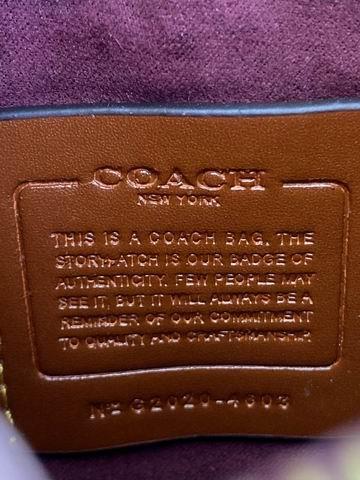 COACH
NEW YORK
THIS IS A COACH BAG. THE
STORYPATCH IS OUR BADGE OF
AUTHENTICITY. FEW PEOPLE MAY
SEE IT, BUT IT WILL ALWAYS BE A
REMINDER OF OUR COMMITMENT
TO QUALITY AND CRAFTSMANSHIP.
Nº C2020-4603